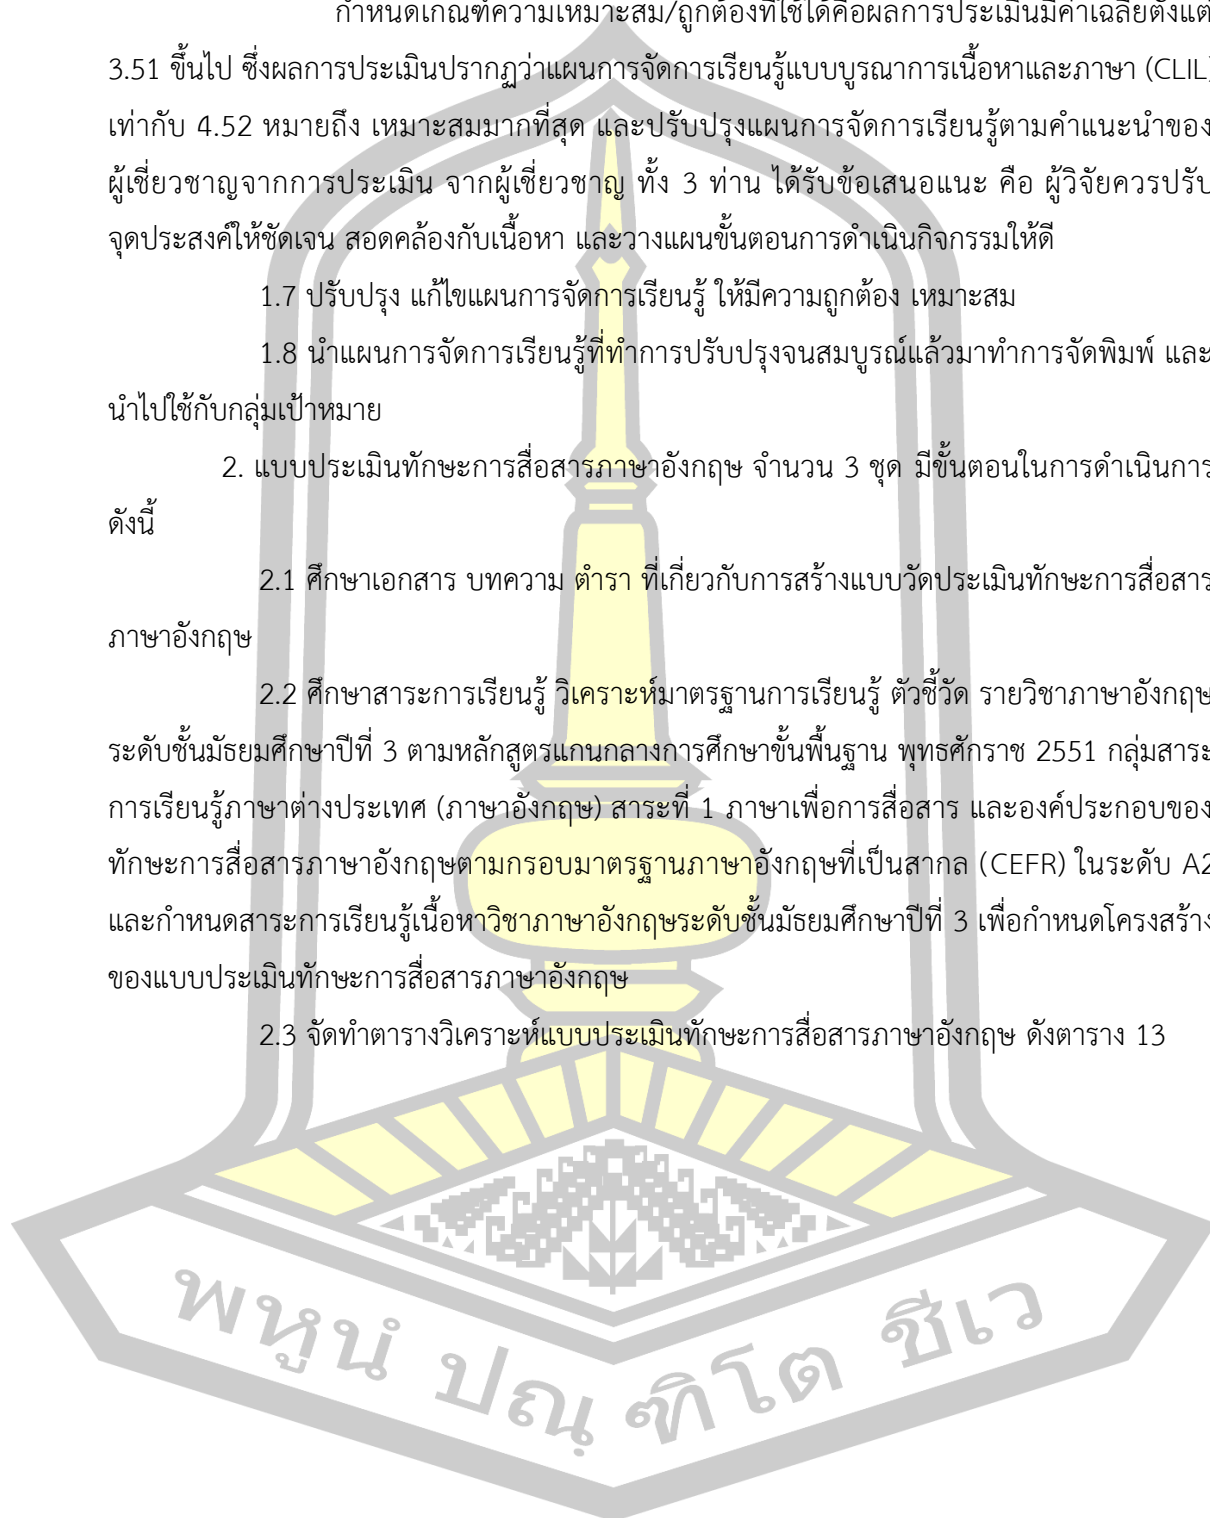 กำหนดเกณฑ์ความเหมาะสม/ถูกต้องที่ใช้ได้คือผลการประเมินมีค่าเฉลี่ยตั้งแต่
3.51 ขึ้นไป ซึ่งผลการประเมินปรากฏว่าแผนการจัดการเรียนรู้แบบบูรณาการเนื้อหาและภาษา (CLIL)
เท่ากับ 4.52 หมายถึง เหมาะสมมากที่สุด และปรับปรุงแผนการจัดการเรียนรู้ตามคำแนะนำของ
ผู้เชี่ยวชาญจากการประเมิน จากผู้เชี่ยวชาญ ทั้ง 3 ท่าน ได้รับข้อเสนอแนะ คือ ผู้วิจัยควรปรับ
จุดประสงค์ให้ชัดเจน สอดคล้องกับเนื้อหา และวางแผนขั้นตอนการดำเนินกิจกรรมให้ดี
1.7 ปรับปรุง แก้ไขแผนการจัดการเรียนรู้ ให้มีความถูกต้อง เหมาะสม
1.8 นำแผนการจัดการเรียนรู้ที่ทำการปรับปรุงจนสมบูรณ์แล้วมาทำการจัดพิมพ์ และ
นำไปใช้กับกลุ่มเป้าหมาย
2. แบบประเมินทักษะการสื่อสารภาษาอังกฤษ จำนวน 3 ชุด มีขั้นตอนในการดำเนินการ
ดังนี้
2.1 ศึกษาเอกสาร บทความ ตำรา ที่เกี่ยวกับการสร้างแบบวัดประเมินทักษะการสื่อสาร
ภาษาอังกฤษ
2.2 ศึกษาสาระการเรียนรู้ วิเคราะห์มาตรฐานการเรียนรู้ ตัวชี้วัด รายวิชาภาษาอังกฤษ
ระดับชั้นมัธยมศึกษาปีที่ 3 ตามหลักสูตรแกนกลางการศึกษาขั้นพื้นฐาน พุทธศักราช 2551 กลุ่มสาระ
การเรียนรู้ภาษาต่างประเทศ (ภาษาอังกฤษ) สาระที่ 1 ภาษาเพื่อการสื่อสาร และองค์ประกอบของ
ทักษะการสื่อสารภาษาอังกฤษตามกรอบมาตรฐานภาษาอังกฤษที่เป็นสากล (CEFR) ในระดับ A2
และกำหนดสาระการเรียนรู้เนื้อหาวิชาภาษาอังกฤษระดับชั้นมัธยมศึกษาปีที่ 3 เพื่อกำหนดโครงสร้าง
ของแบบประเมินทักษะการสื่อสารภาษาอังกฤษ
2.3 จัดทำตารางวิเคราะห์แบบประเมินทักษะการสื่อสารภาษาอังกฤษ ดังตาราง 13
พหูนํ ปณฺฑิโต ชีเว